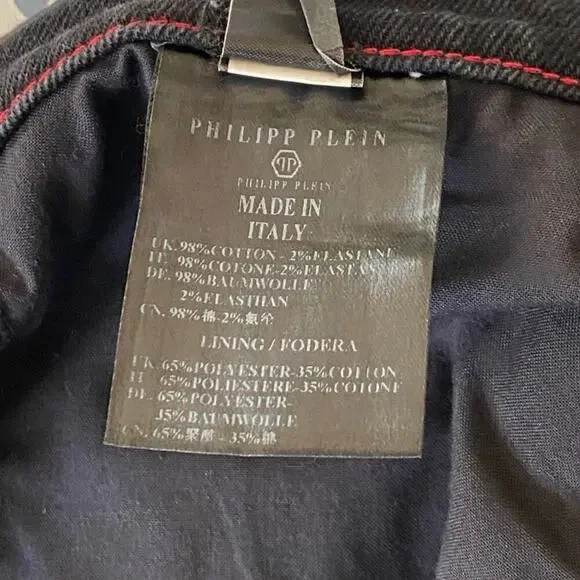 PHILIPP PLEIN
PP
PHILIPP PLEIN
MADE IN
ITALY
UK. 98%COTTON - 2%ELASTANE
IT. 98%COTONE-2%ELASTAN
DE. 98%BAUMWOLLE
2%ELASTHAN
CN. 98%棉-2%氨纶
LINING / FODERA
UK. 65%POLYESTER-35%COTTON
IT 65%POLIESTERE-35%COTONE
DE. 65%POLYESTER-
35%BAUMWOLLE
CN. 65%聚酯 - 35%棉